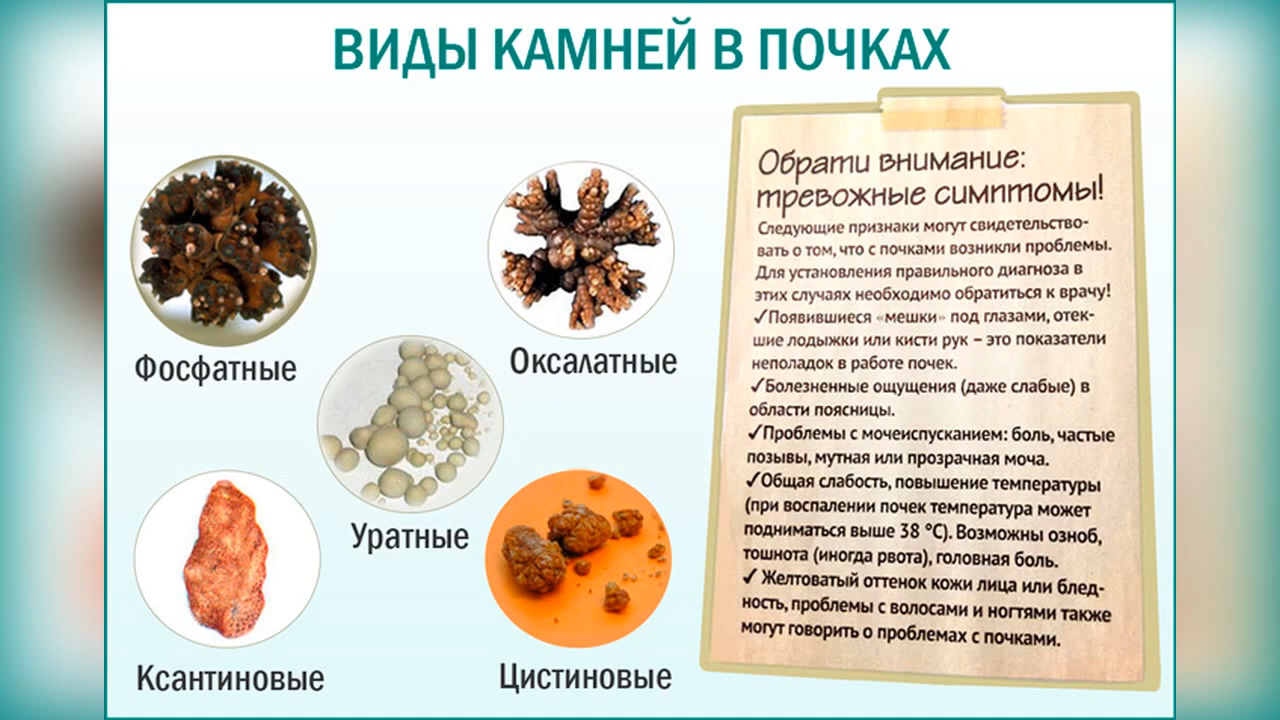 ВИДЫ КАМНЕЙ В ПОЧКАХ
Фосфатные
Оксалатные
Уратные
Ксантиновые
Цистиновые
Обрати внимание:
тревожные симптомы!
Следующие признаки могут свидетельство-
вать о том, что с почками возникли проблемы.
Для установления правильного диагноза в
этих случаях необходимо обратиться к врачу!
✓Появившиеся «мешки» под глазами, отек-
шие лодыжки или кисти рук – это показатели
неполадок в работе почек.
✓Болезненные ощущения (даже слабые) в
области поясницы.
✓Проблемы с мочеиспусканием: боль, частые
позывы, мутная или прозрачная моча.
✓Общая слабость, повышение температуры
(при воспалении почек температура может
подниматься выше 38 °С). Возможны озноб,
тошнота (иногда рвота), головная боль.
✓ Желтоватый оттенок кожи лица или блед-
ность, проблемы с волосами и ногтями также
могут говорить о проблемах с почками.